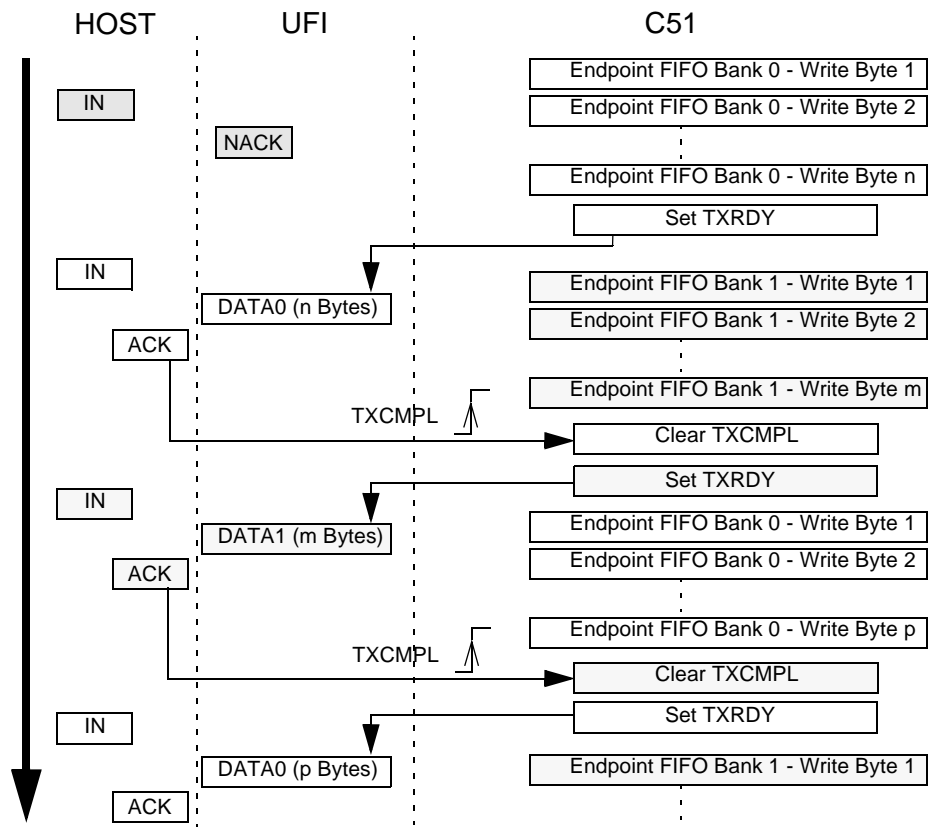 HOST UFI C51
Endpoint FIFO Bank 0 - Write Byte 1
IN
Endpoint FIFO Bank 0 - Write Byte 2
NACK
Endpoint FIFO Bank 0 - Write Byte n
Set TXRDY
IN
Endpoint FIFO Bank 1 - Write Byte 1
DATA0 (n Bytes)
Endpoint FIFO Bank 1 - Write Byte 2
ACK
Endpoint FIFO Bank 1 - Write Byte m
TXCMPL
Clear TXCMPL
Set TXRDY
IN
Endpoint FIFO Bank 0 - Write Byte 1
DATA1 (m Bytes)
Endpoint FIFO Bank 0 - Write Byte 2
ACK
Endpoint FIFO Bank 0 - Write Byte p
TXCMPL
Clear TXCMPL
Set TXRDY
IN
DATA0 (p Bytes)
Endpoint FIFO Bank 1 - Write Byte 1
ACK